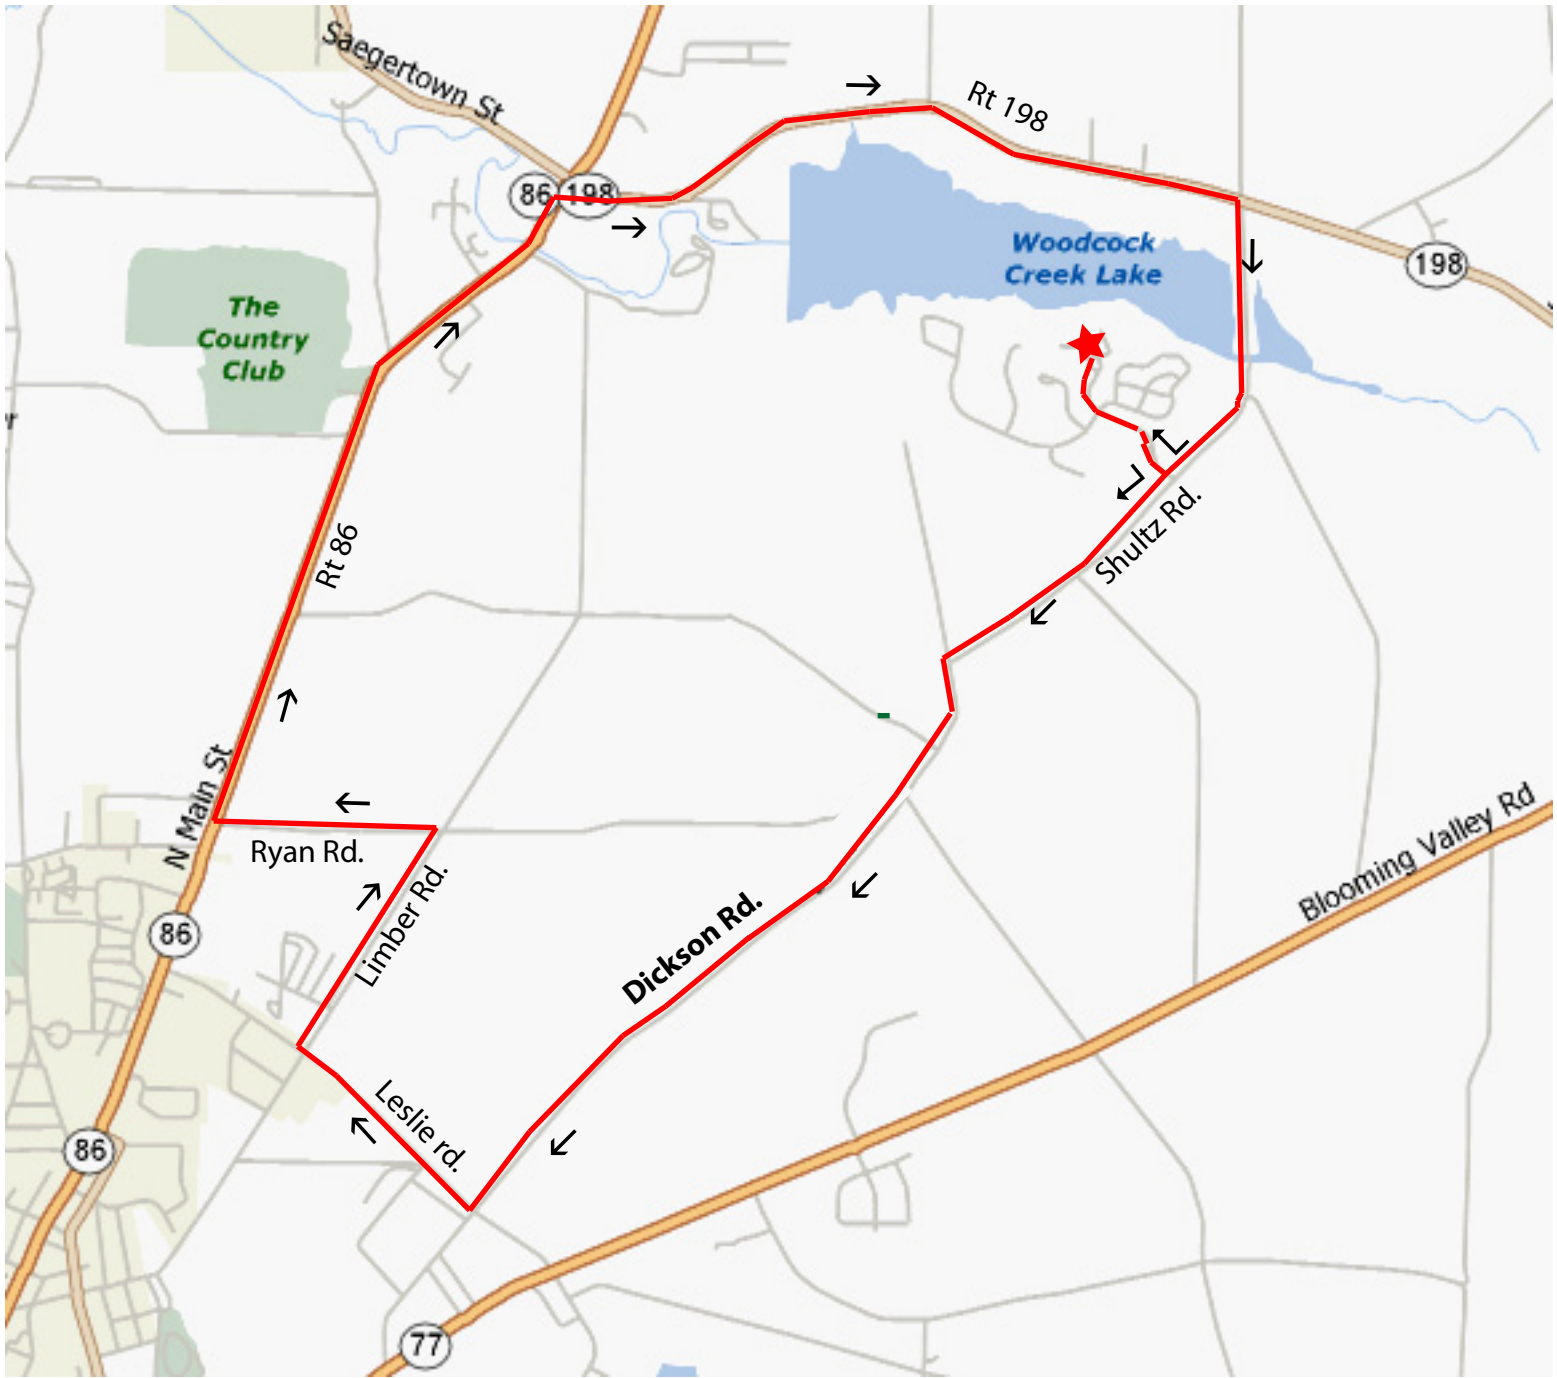 Saegertown St
Rt 198
86
198
Woodcock
Creek Lake
198
The
Country
Club
Rt 86
Shultz Rd.
N Main St
Ryan Rd.
Limber Rd.
Blooming Valley Rd
86
Dickson Rd.
Leslie rd.
86
77